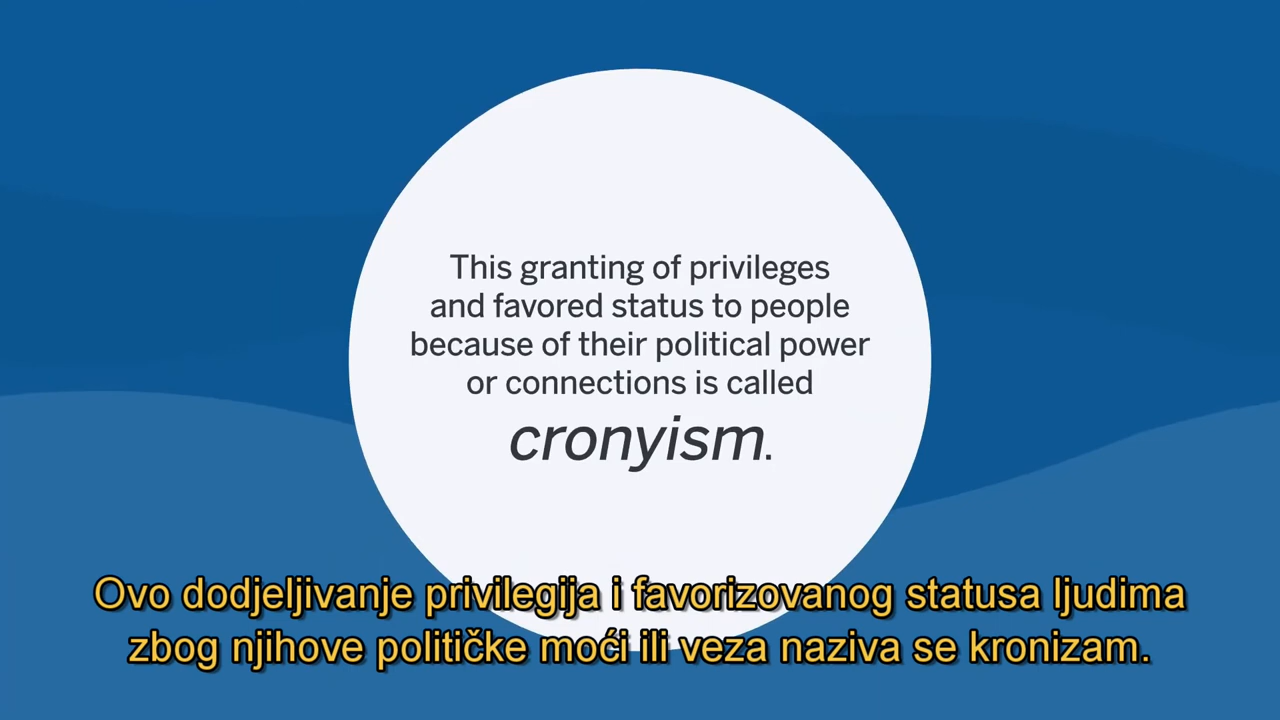 This granting of privileges
and favored status to people
because of their political power
or connections is called
cronyism.
Ovo dodjeljivanje privilegija i favorizovanog statusa ljudima
zbog njihove političke moći ili veza naziva se kronizam.